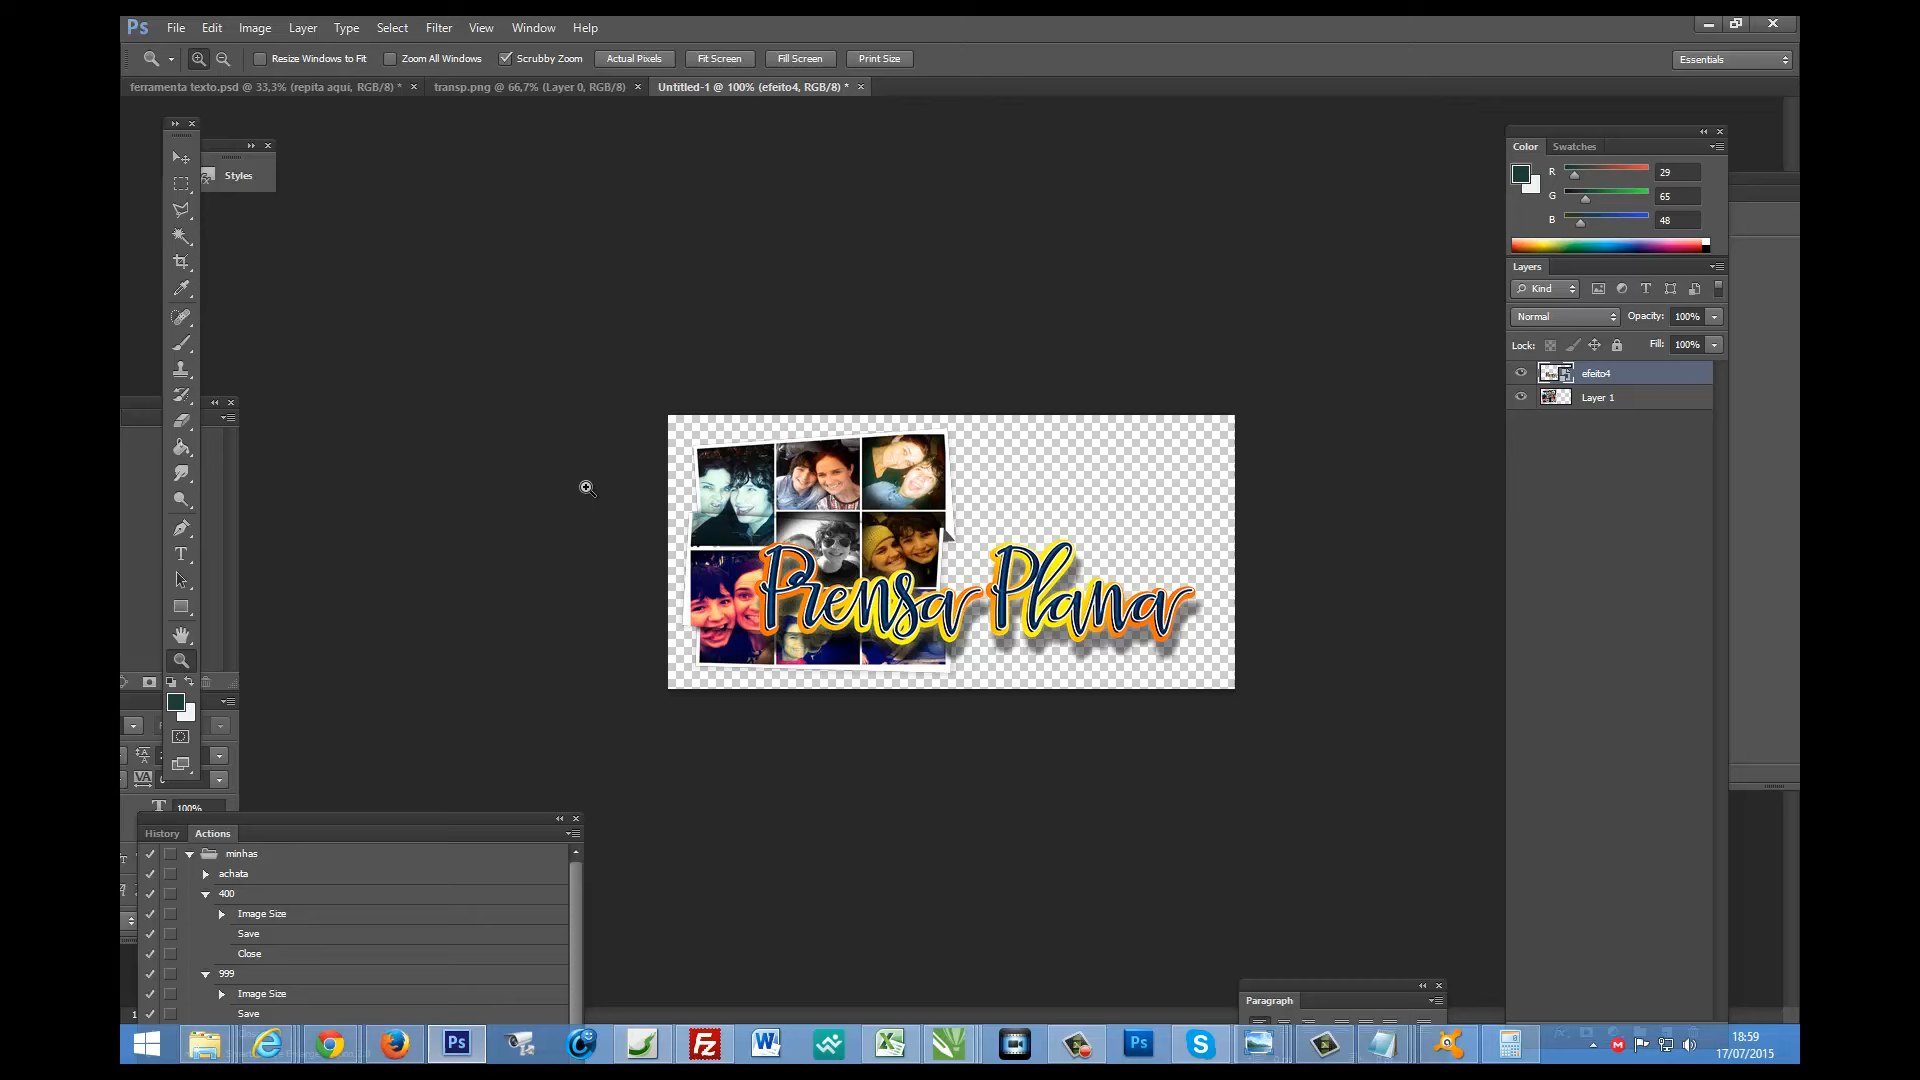 Ps File Edit Image Layer Type Select Filter View Window Help
Resize Windows to Fit Zoom All Windows Scrubby Zoom Actual Pixels Fit Screen Fill Screen Print Size Essentials
ferramenta texto.psd @ 33,3% (repita aqui, RGB/8) * × transp.png @ 66,7% (Layer 0, RGB/8) × Untitled-1 @ 100% (efeito4, RGB/8) * ×
Styles
Color Swatches
R 29
G 65
B 48
Layers
Kind
Normal Opacity: 100%
Lock: Fill: 100%
efeito4
Layer 1
Prensa Plana
100%
History Actions
minhas
achata
400
Image Size
Save
Close
999
Image Size
Save
Paragraph
18:59
17/07/2015